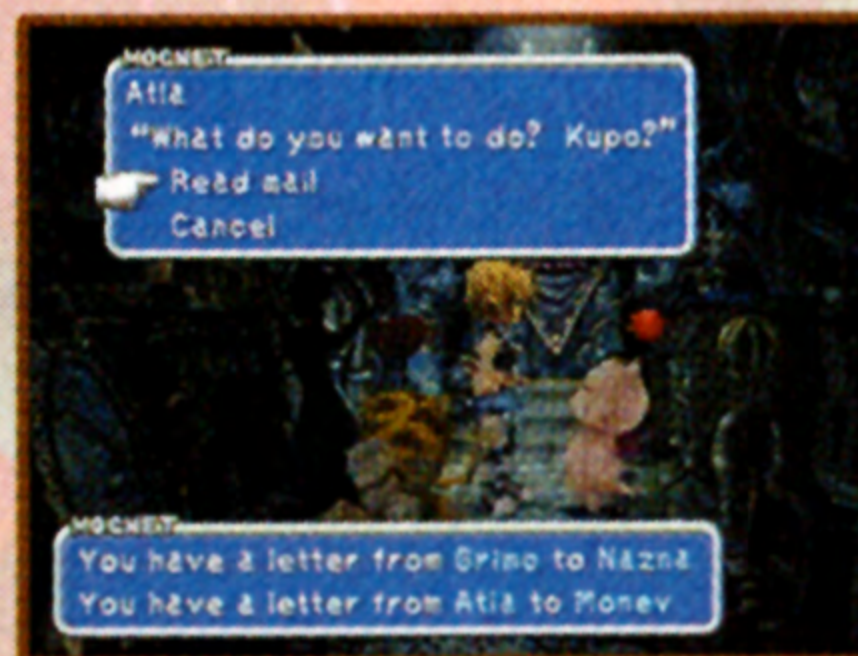 MOGNET
Atla
“What do you want to do? Kupo?”
Read mail
Cancel
MOGNET
You have a letter from Grimo to Nazna
You have a letter from Atla to Monev